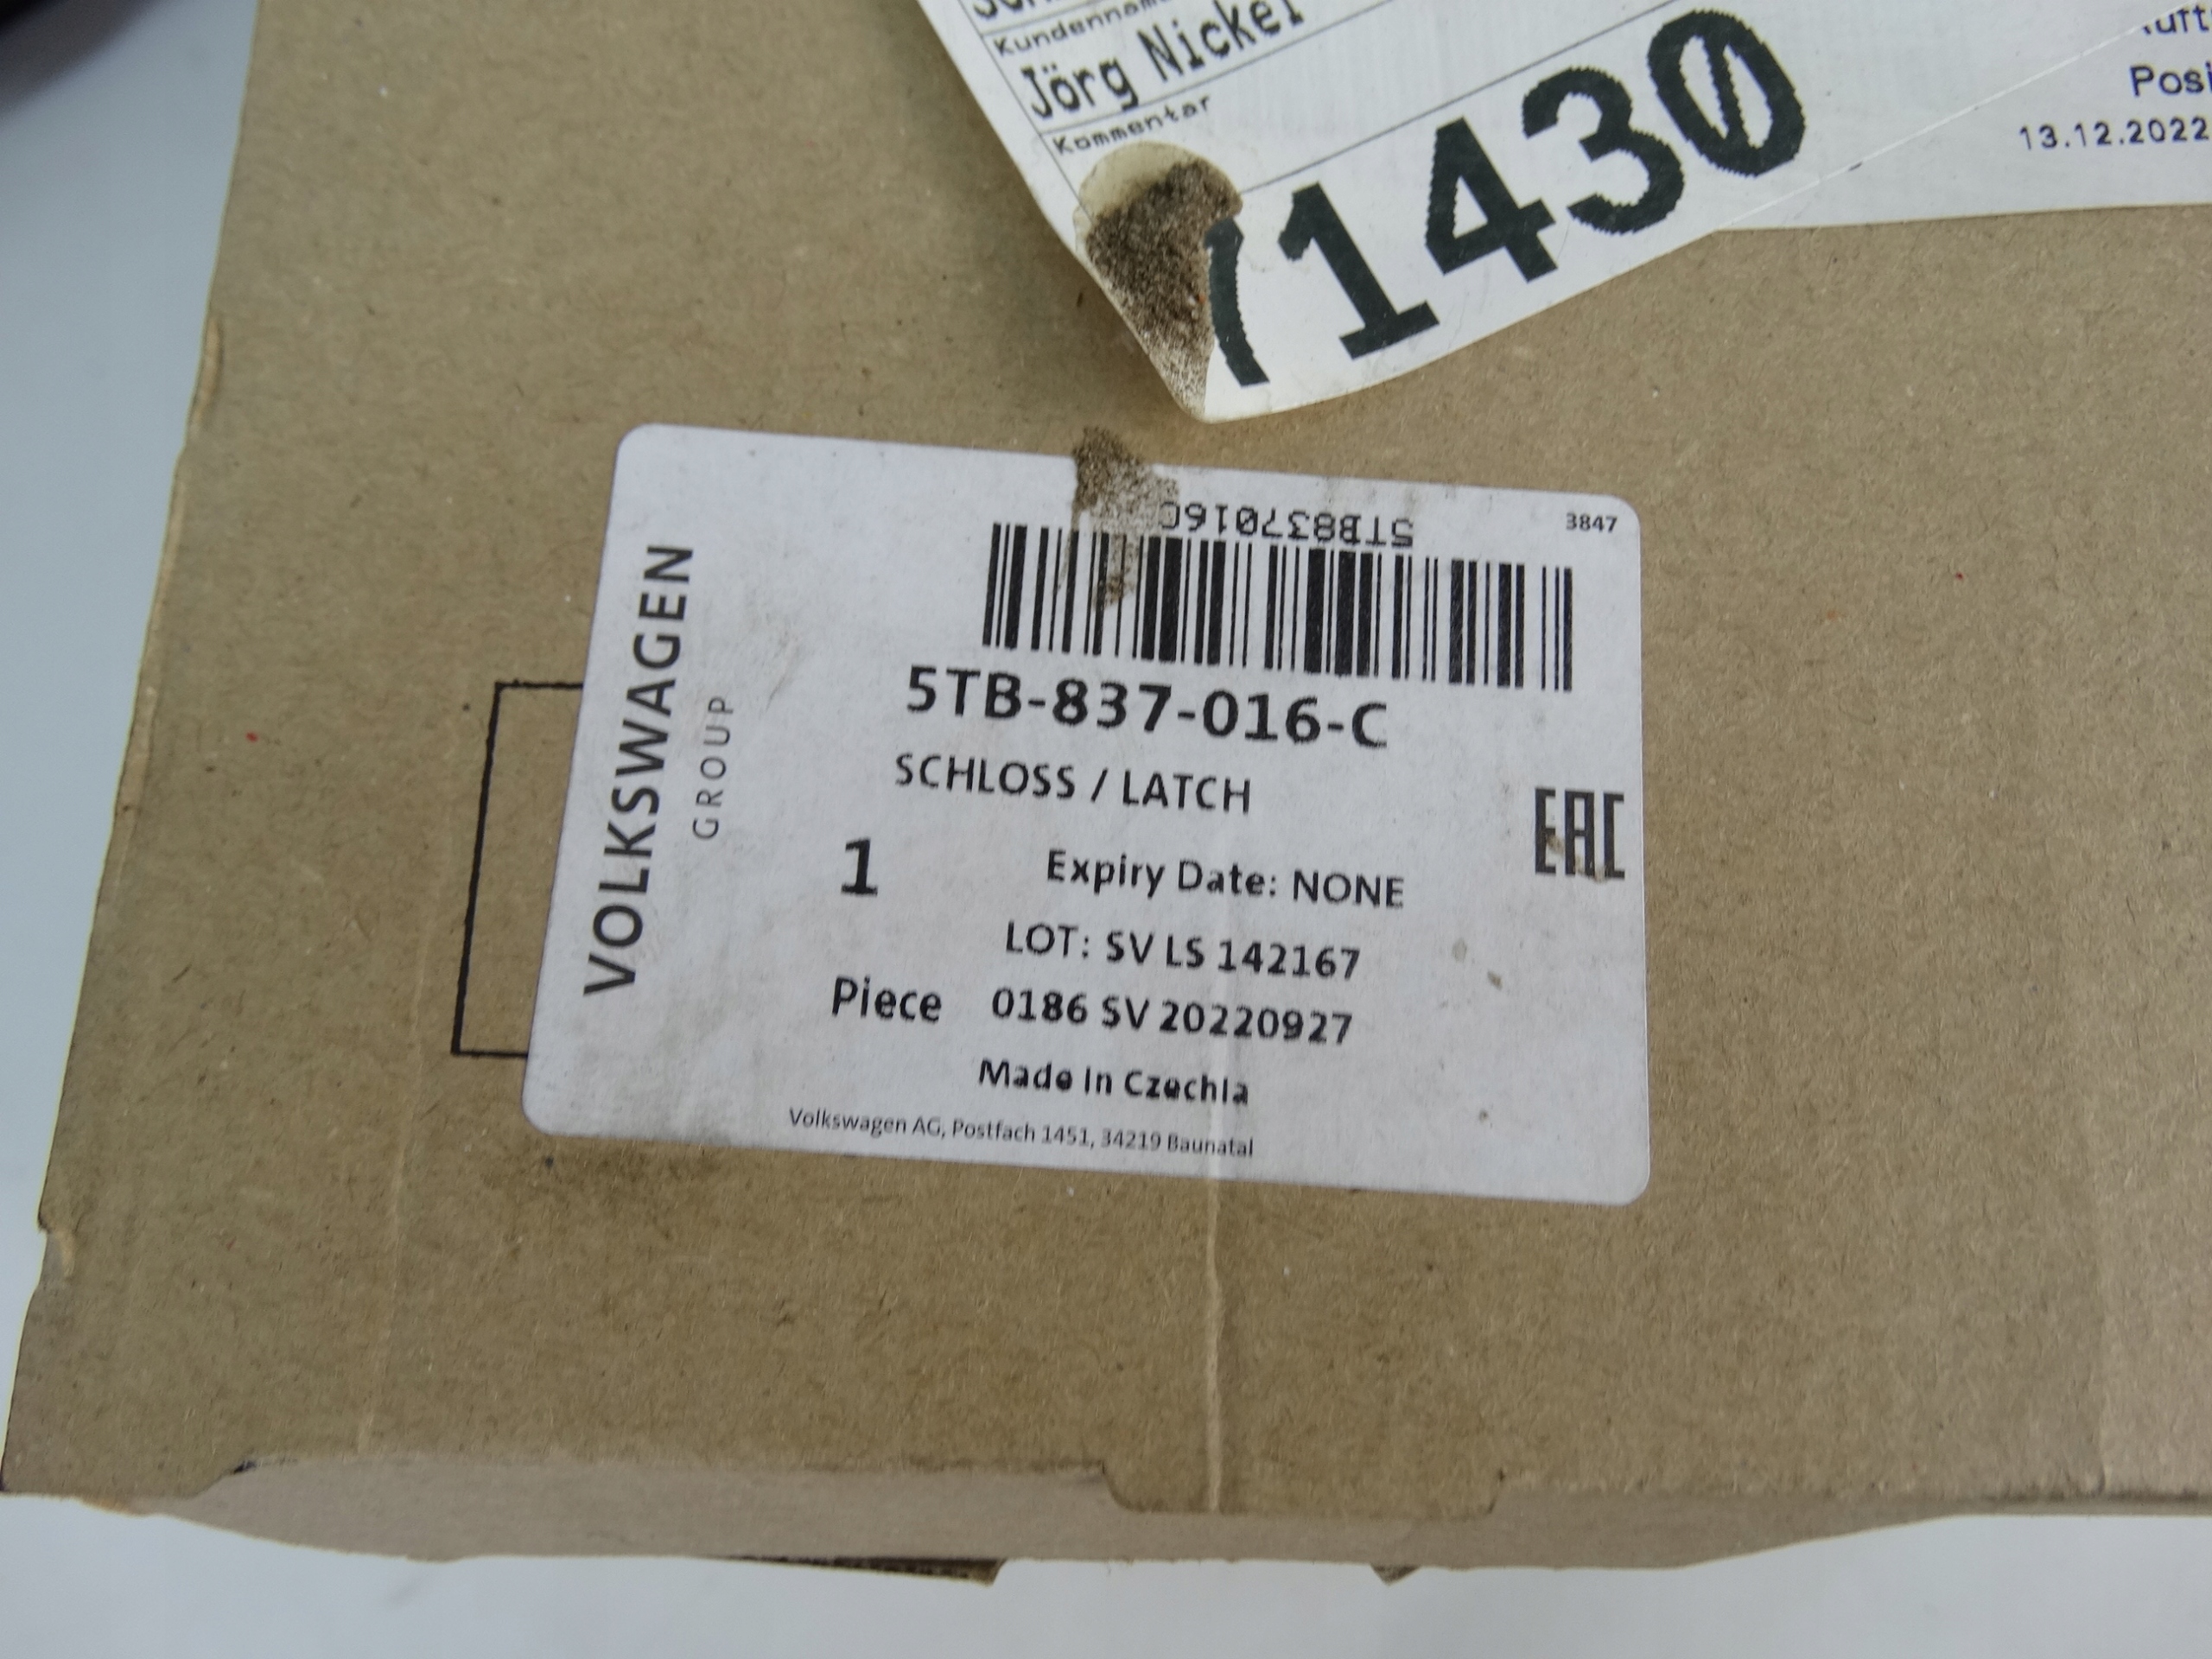 Kundenname
Jörg Nickel
Kommentar
1430
Posi
13.12.2022
VOLKSWAGEN
GROUP
5TB837016C
3847
5TB-837-016-C
SCHLOSS / LATCH
EAC
1
Expiry Date: NONE
LOT: SV LS 142167
Piece 0186 SV 20220927
Made in Czechia
Volkswagen AG, Postfach 1451, 34219 Baunatal